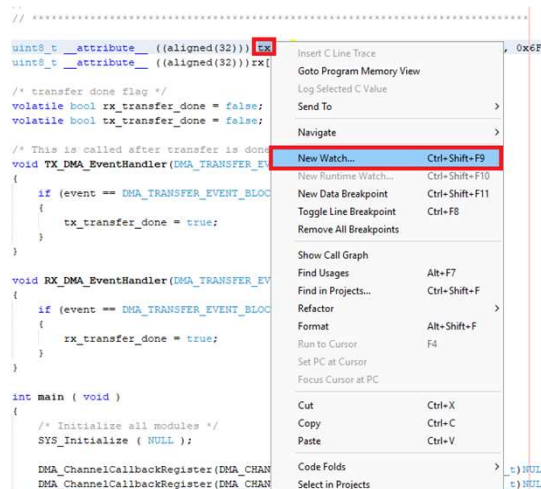 // ****************************************************************************
uint8_t __attribute__ ((aligned(32))) tx , 0x6F
uint8_t __attribute__ ((aligned(32)))rx[
/* transfer done flag */
volatile bool rx_transfer_done = false;
volatile bool tx_transfer_done = false;
/* This is called after transfer is done
void TX_DMA_EventHandler(DMA_TRANSFER_EV
{
if (event == DMA_TRANSFER_EVENT_BLOC
{
tx_transfer_done = true;
}
}
void RX_DMA_EventHandler(DMA_TRANSFER_EV
{
if (event == DMA_TRANSFER_EVENT_BLOC
{
rx_transfer_done = true;
}
}
int main ( void )
{
/* Initialize all modules */
SYS_Initialize ( NULL );
DMA_ChannelCallbackRegister(DMA_CHAN _t)NUL
DMA_ChannelCallbackRegister(DMA_CHAN _t)NUL
Insert C Line Trace
Goto Program Memory View
Log Selected C Value
Send To >
Navigate >
New Watch... Ctrl+Shift+F9
New Runtime Watch... Ctrl+Shift+F10
New Data Breakpoint Ctrl+Shift+F11
Toggle Line Breakpoint Ctrl+F8
Remove All Breakpoints
Show Call Graph
Find Usages Alt+F7
Find in Projects... Ctrl+Shift+F
Refactor >
Format Alt+Shift+F
Run to Cursor F4
Set PC at Cursor
Focus Cursor at PC
Cut Ctrl+X
Copy Ctrl+C
Paste Ctrl+V
Code Folds >
Select in Projects